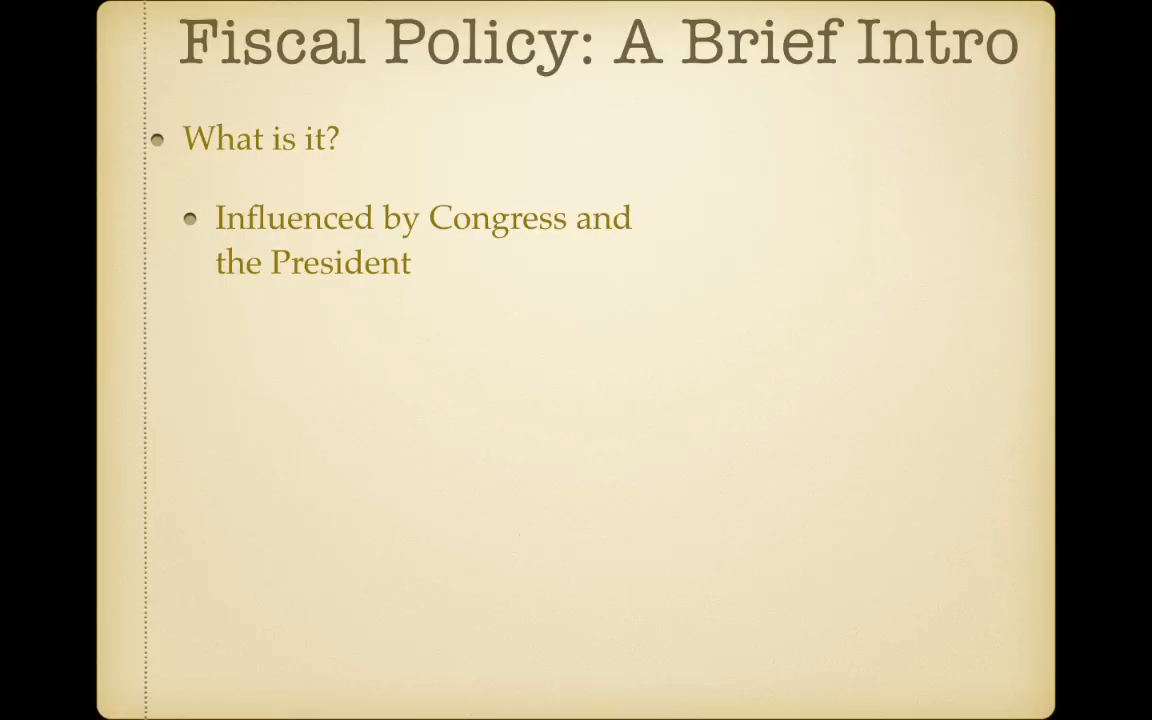 Fiscal Policy: A Brief Intro
What is it?
Influenced by Congress and
the President